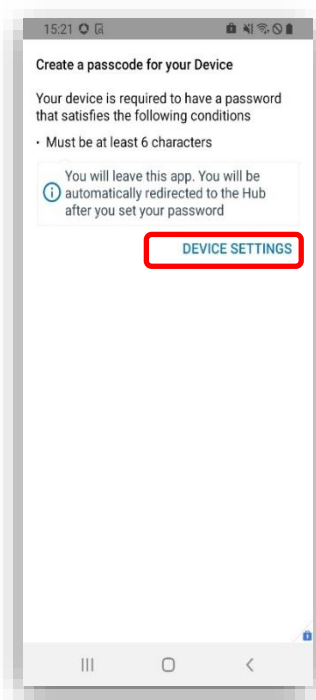 15:21
Create a passcode for your Device
Your device is required to have a password
that satisfies the following conditions
· Must be at least 6 characters
You will leave this app. You will be
automatically redirected to the Hub
after you set your password
DEVICE SETTINGS